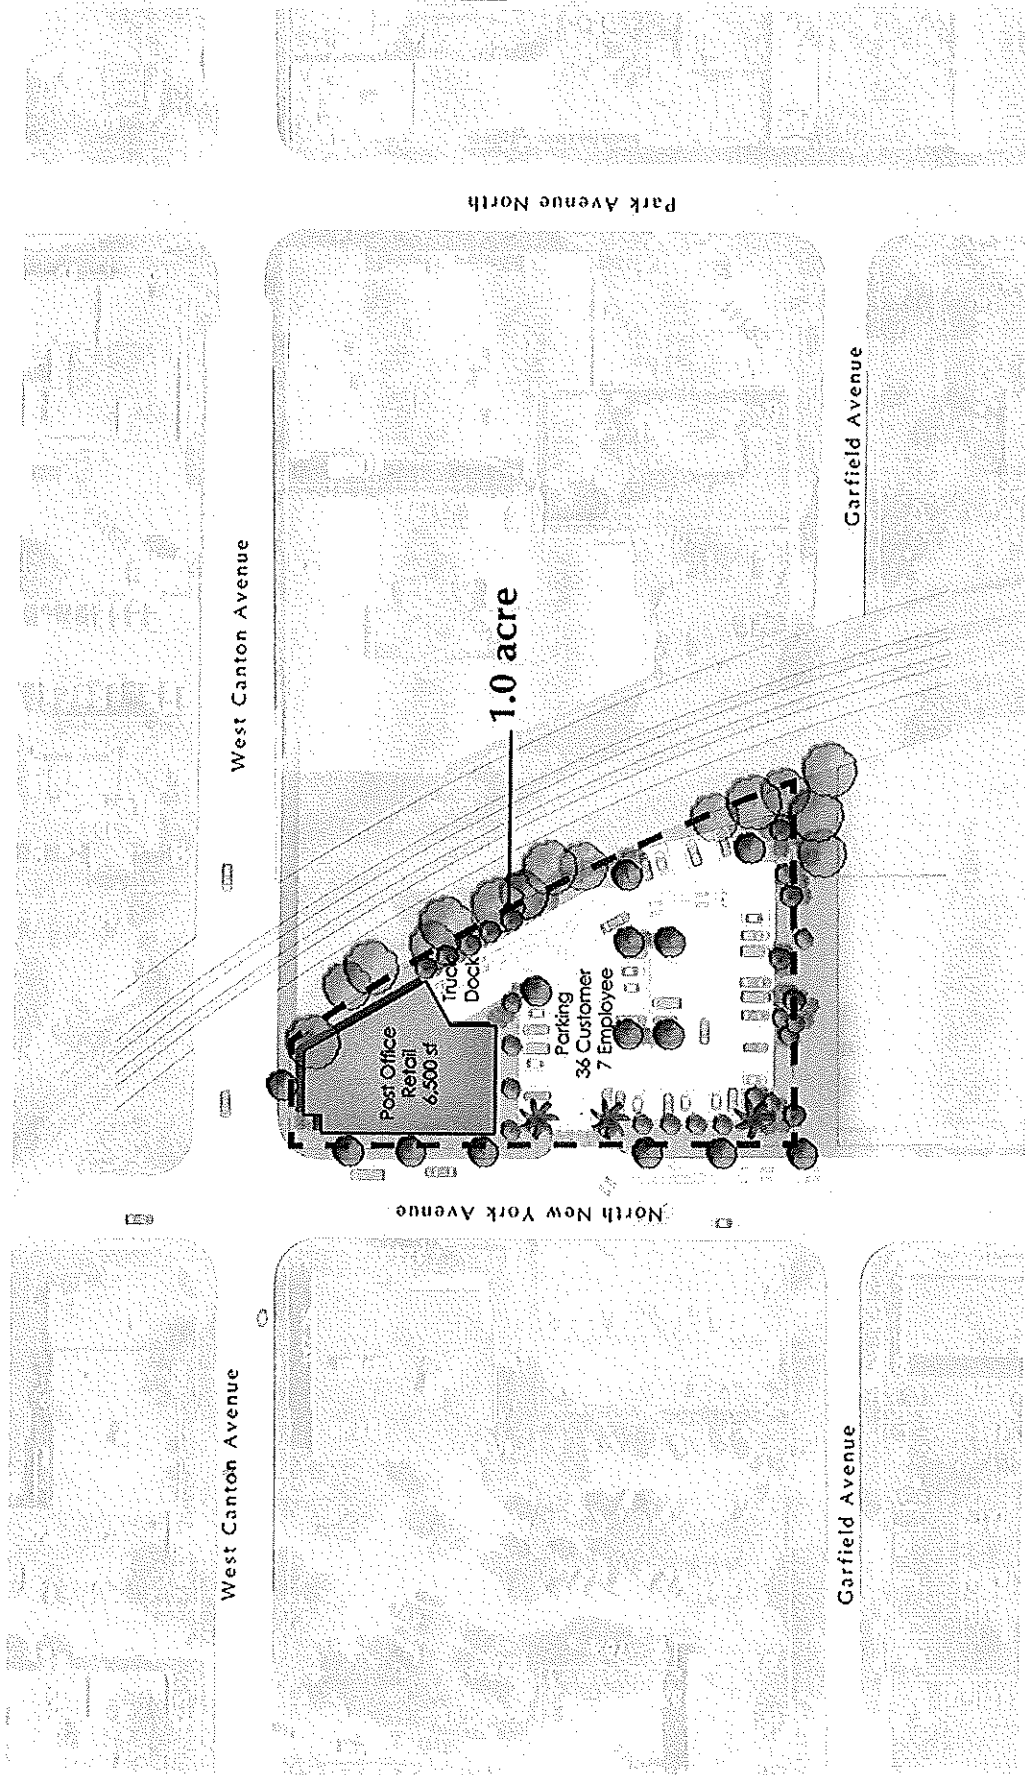 Park Avenue North
West Canton Avenue
Garfield Avenue
1.0 acre
Post Office
Retail
6,500 sf
Truck
Dock
Parking
36 Customer
7 Employee
North New York Avenue
West Canton Avenue
Garfield Avenue